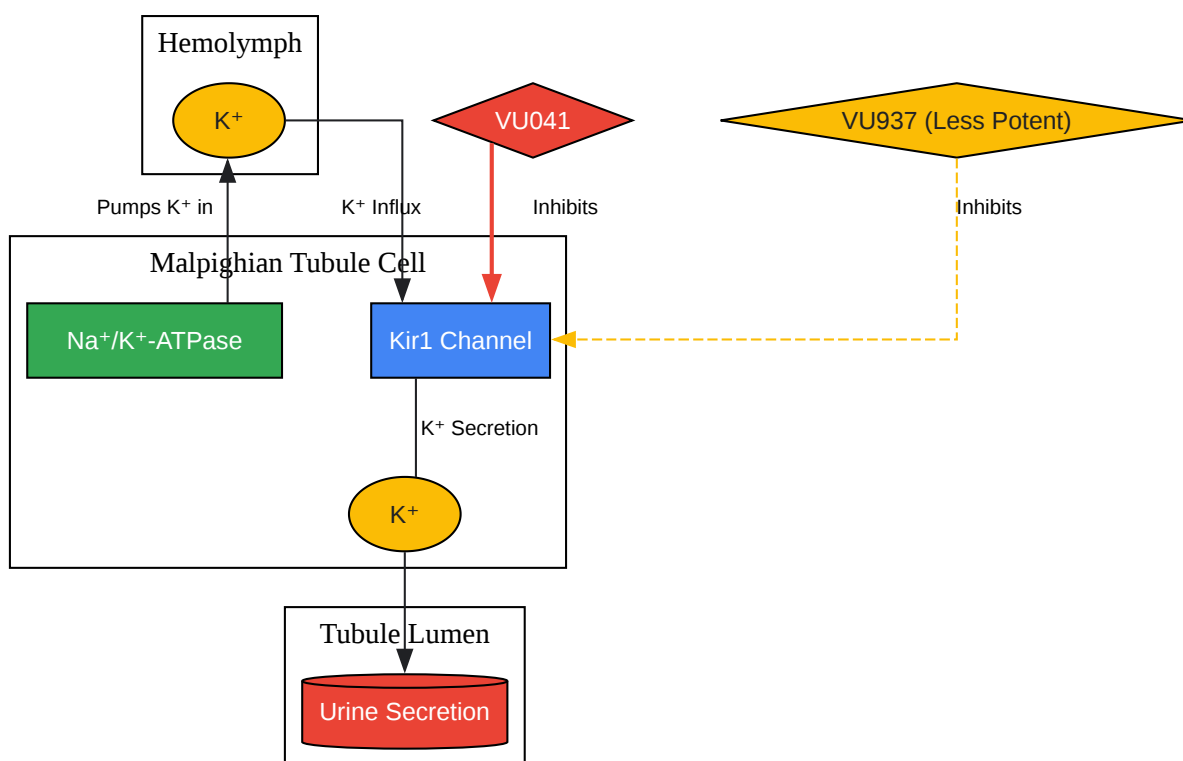 Hemolymph
K⁺
VU041
VU937 (Less Potent)
Pumps K⁺ in
K⁺ Influx
Inhibits
Inhibits
Malpighian Tubule Cell
Na⁺/K⁺-ATPase
Kir1 Channel
K⁺ Secretion
K⁺
Tubule Lumen
Urine Secretion